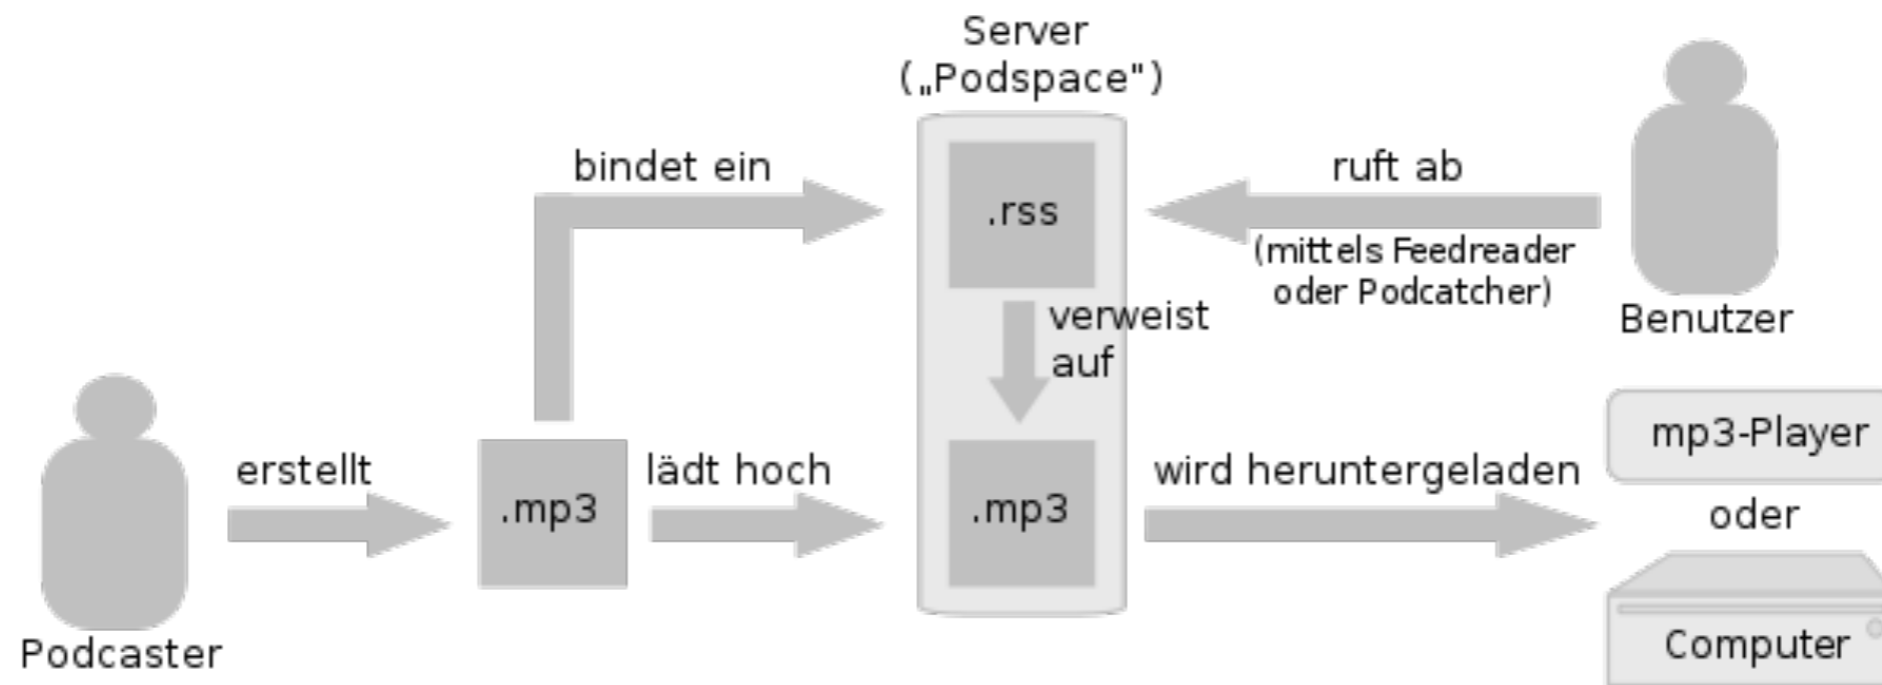 Server
(„Podspace")
bindet ein
.rss
ruft ab
(mittels Feedreader
oder Podcatcher)
Benutzer
verweist
auf
Podcaster
erstellt
.mp3
lädt hoch
.mp3
wird heruntergeladen
mp3-Player
oder
Computer